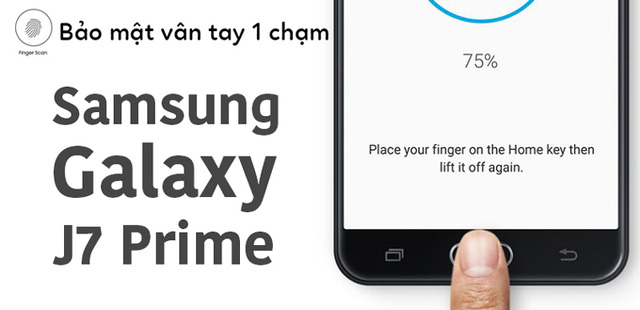 Finger Scan
Bảo mật vân tay 1 chạm
Samsung
Galaxy
J7 Prime
75%
Place your finger on the Home key then
lift it off again.